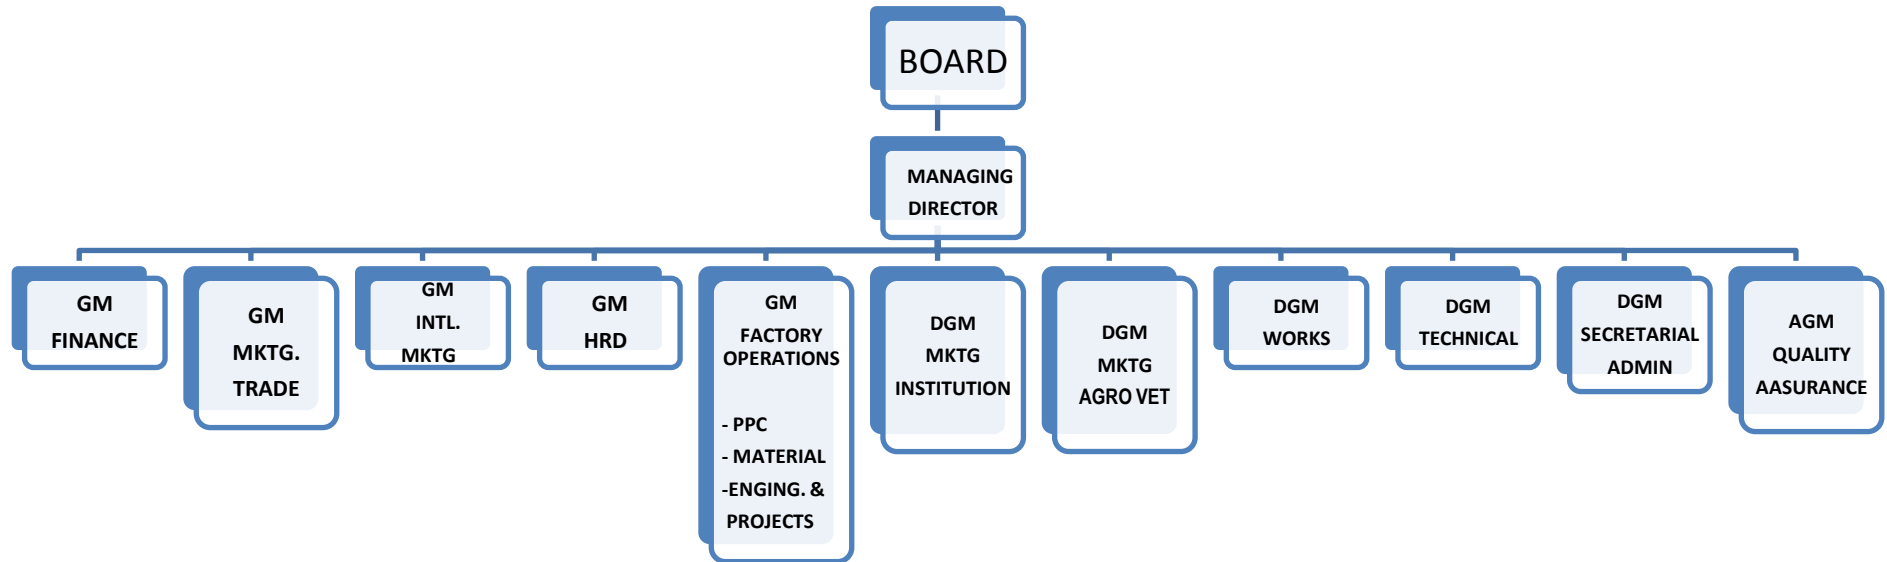 BOARD
MANAGING
DIRECTOR
GM
FINANCE
GM
MKTG.
TRADE
GM
INTL.
MKTG
GM
HRD
GM
FACTORY
OPERATIONS
- PPC
- MATERIAL
-ENGING. &
PROJECTS
DGM
MKTG
INSTITUTION
DGM
MKTG
AGRO VET
DGM
WORKS
DGM
TECHNICAL
DGM
SECRETARIAL
ADMIN
AGM
QUALITY
AASURANCE